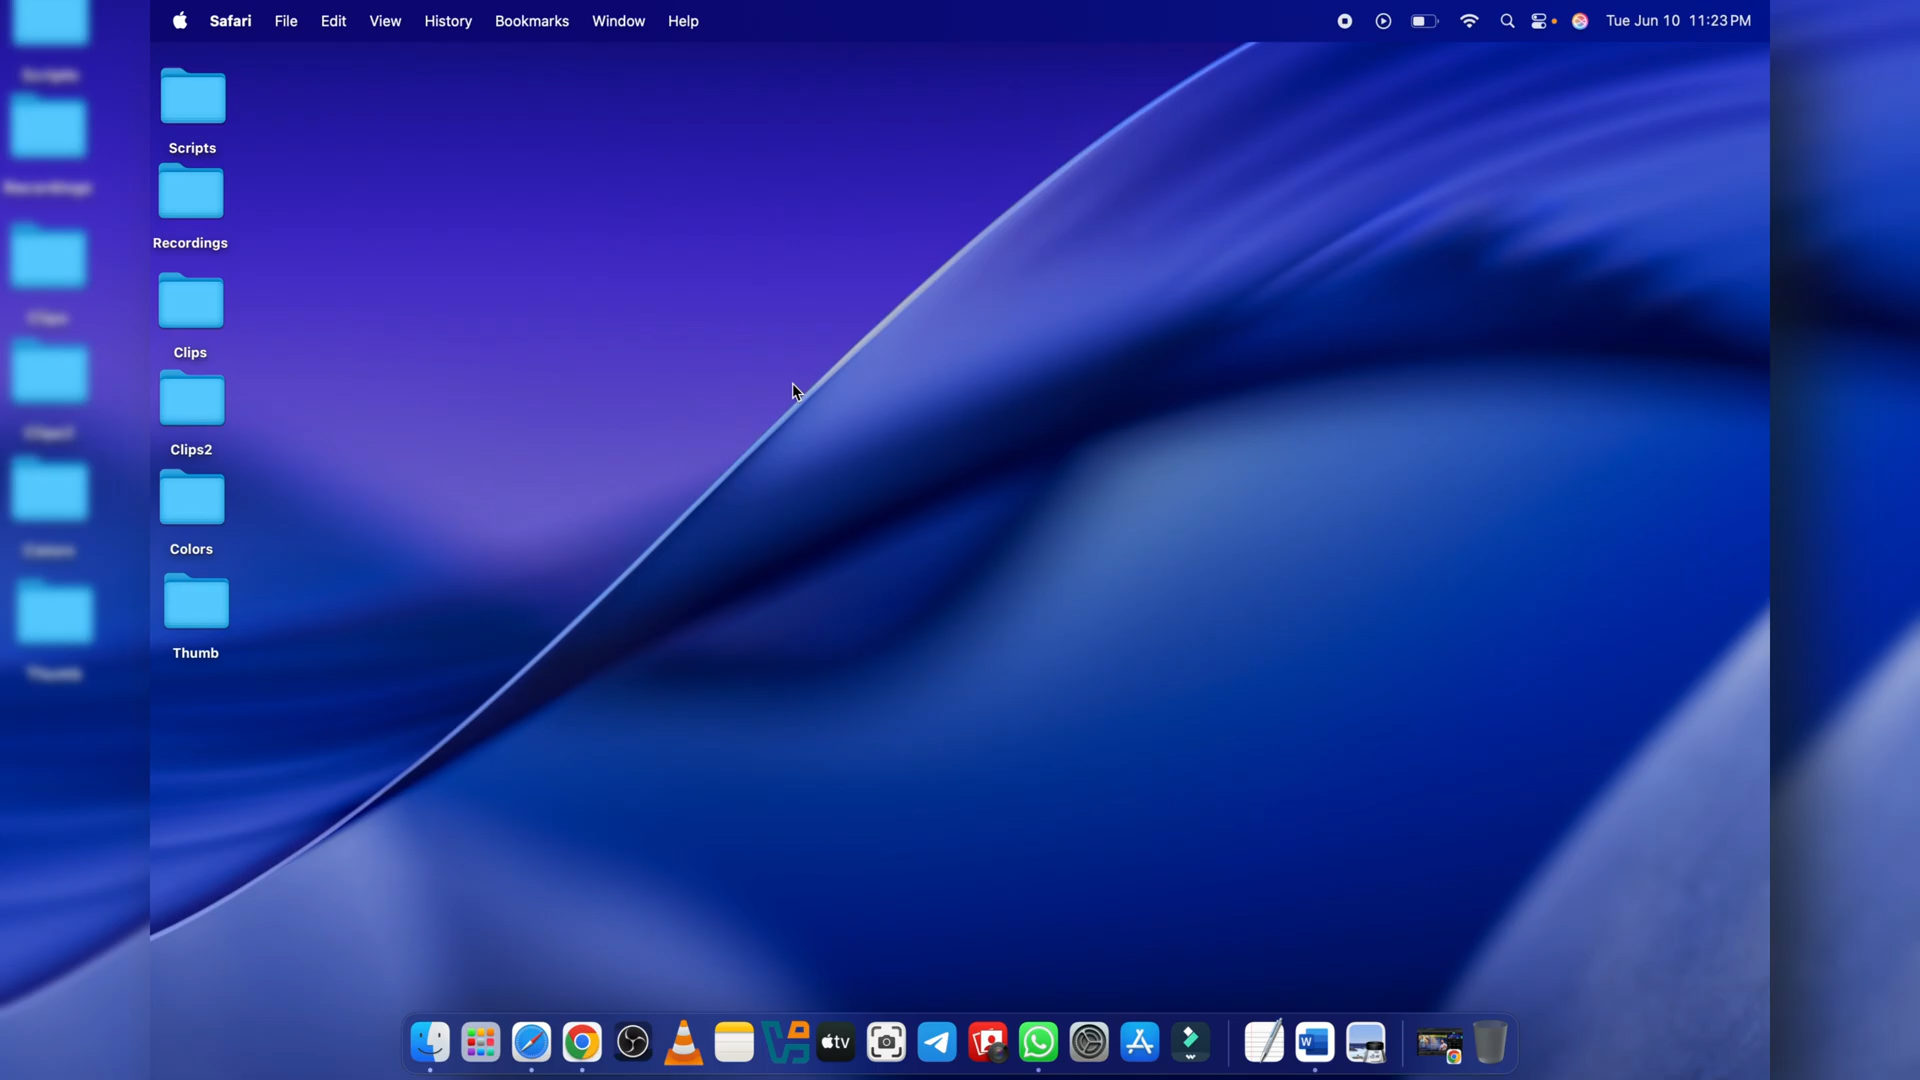 Safari File Edit View History Bookmarks Window Help Tue Jun 10 11:23 PM
Scripts
Recordings
Clips
Clips2
Colors
Thumb
tv
W